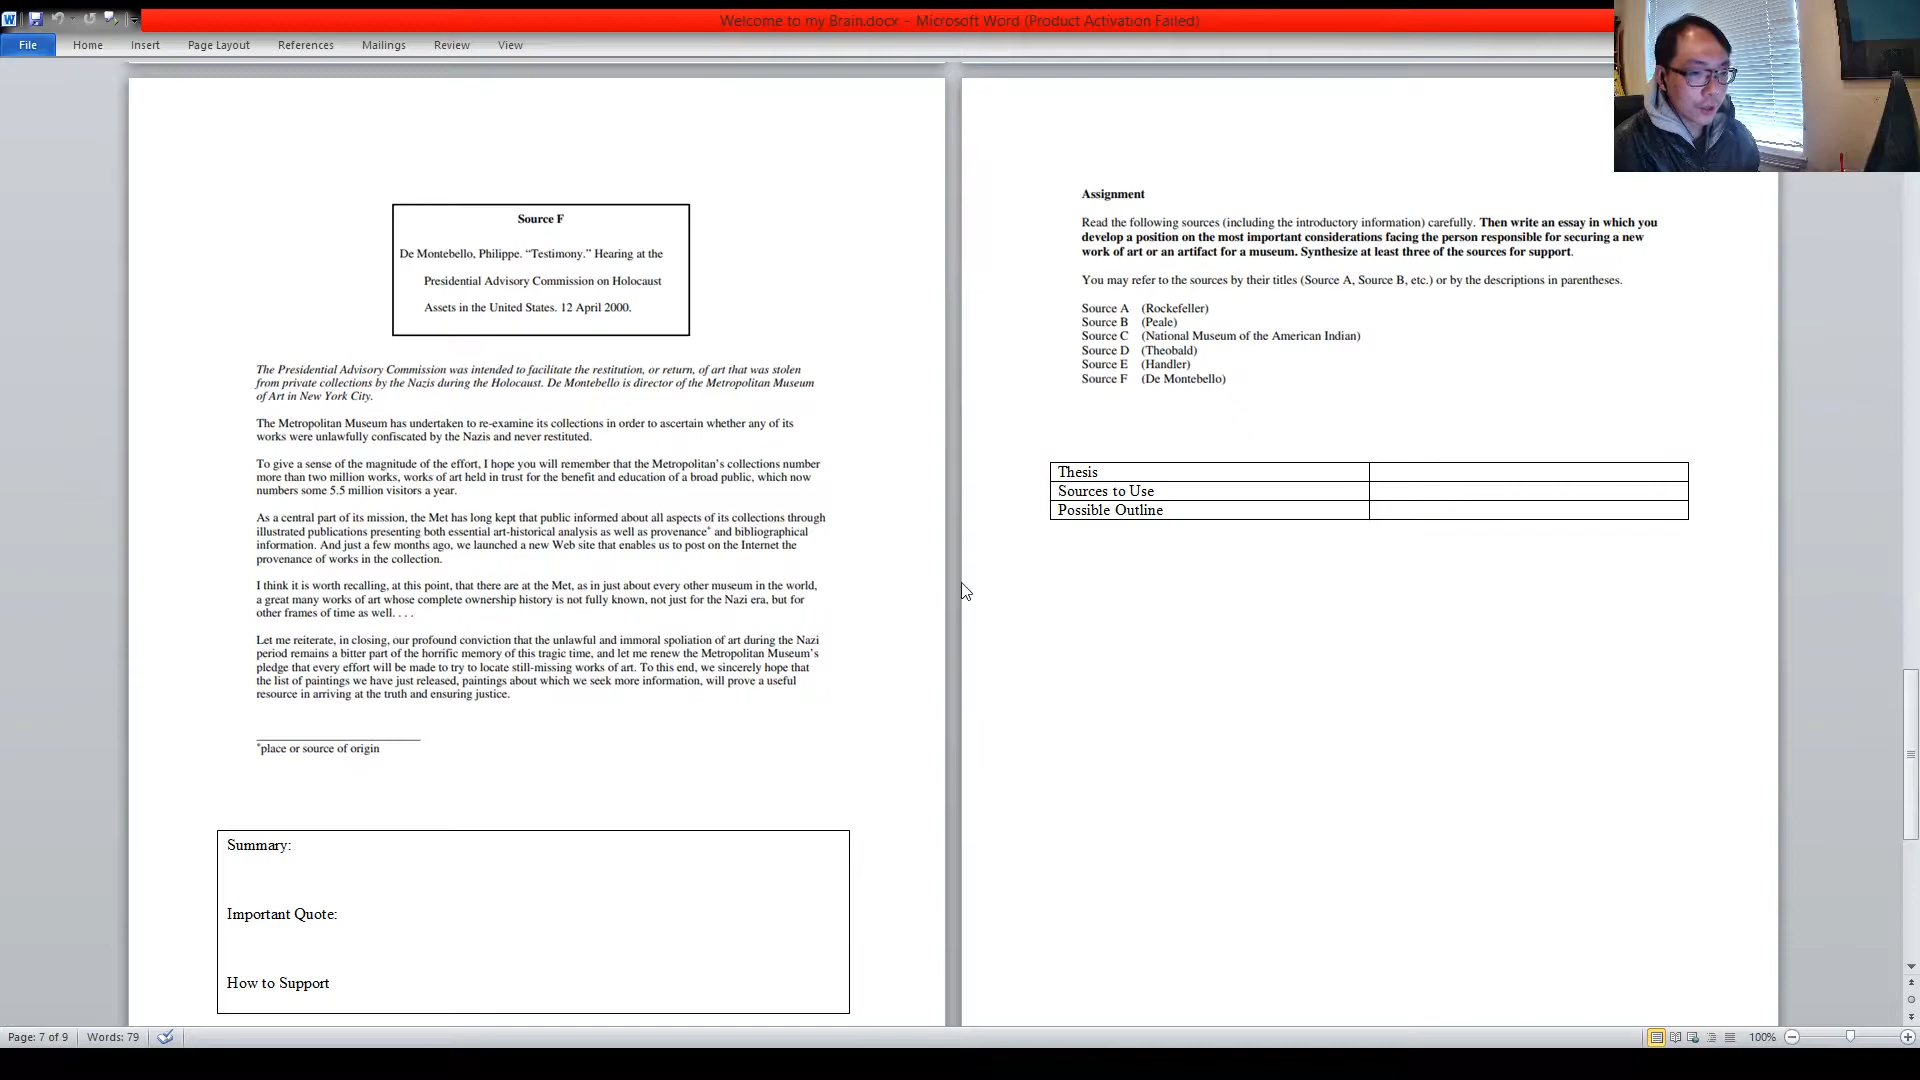 Welcome to my Brain.docx - Microsoft Word (Product Activation Failed)
File Home Insert Page Layout References Mailings Review View
Source F
De Montebello, Philippe. “Testimony.” Hearing at the
Presidential Advisory Commission on Holocaust
Assets in the United States. 12 April 2000.
The Presidential Advisory Commission was intended to facilitate the restitution, or return, of art that was stolen
from private collections by the Nazis during the Holocaust. De Montebello is director of the Metropolitan Museum
of Art in New York City.
The Metropolitan Museum has undertaken to re-examine its collections in order to ascertain whether any of its
works were unlawfully confiscated by the Nazis and never restituted.
To give a sense of the magnitude of the effort, I hope you will remember that the Metropolitan’s collections number
more than two million works, works of art held in trust for the benefit and education of a broad public, which now
numbers some 5.5 million visitors a year.
As a central part of its mission, the Met has long kept that public informed about all aspects of its collections through
illustrated publications presenting both essential art-historical analysis as well as provenance* and bibliographical
information. And just a few months ago, we launched a new Web site that enables us to post on the Internet the
provenance of works in the collection.
I think it is worth recalling, at this point, that there are at the Met, as in just about every other museum in the world,
a great many works of art whose complete ownership history is not fully known, not just for the Nazi era, but for
other frames of time as well. . . .
Let me reiterate, in closing, our profound conviction that the unlawful and immoral spoliation of art during the Nazi
period remains a bitter part of the horrific memory of this tragic time, and let me renew the Metropolitan Museum’s
pledge that every effort will be made to try to locate still-missing works of art. To this end, we sincerely hope that
the list of paintings we have just released, paintings about which we seek more information, will prove a useful
resource in arriving at the truth and ensuring justice.
*place or source of origin
Summary:
Important Quote:
How to Support
Assignment
Read the following sources (including the introductory information) carefully. Then write an essay in which you
develop a position on the most important considerations facing the person responsible for securing a new
work of art or an artifact for a museum. Synthesize at least three of the sources for support.
You may refer to the sources by their titles (Source A, Source B, etc.) or by the descriptions in parentheses.
Source A (Rockefeller)
Source B (Peale)
Source C (National Museum of the American Indian)
Source D (Theobald)
Source E (Handler)
Source F (De Montebello)
Thesis
Sources to Use
Possible Outline
Page: 7 of 9 Words: 79 100%